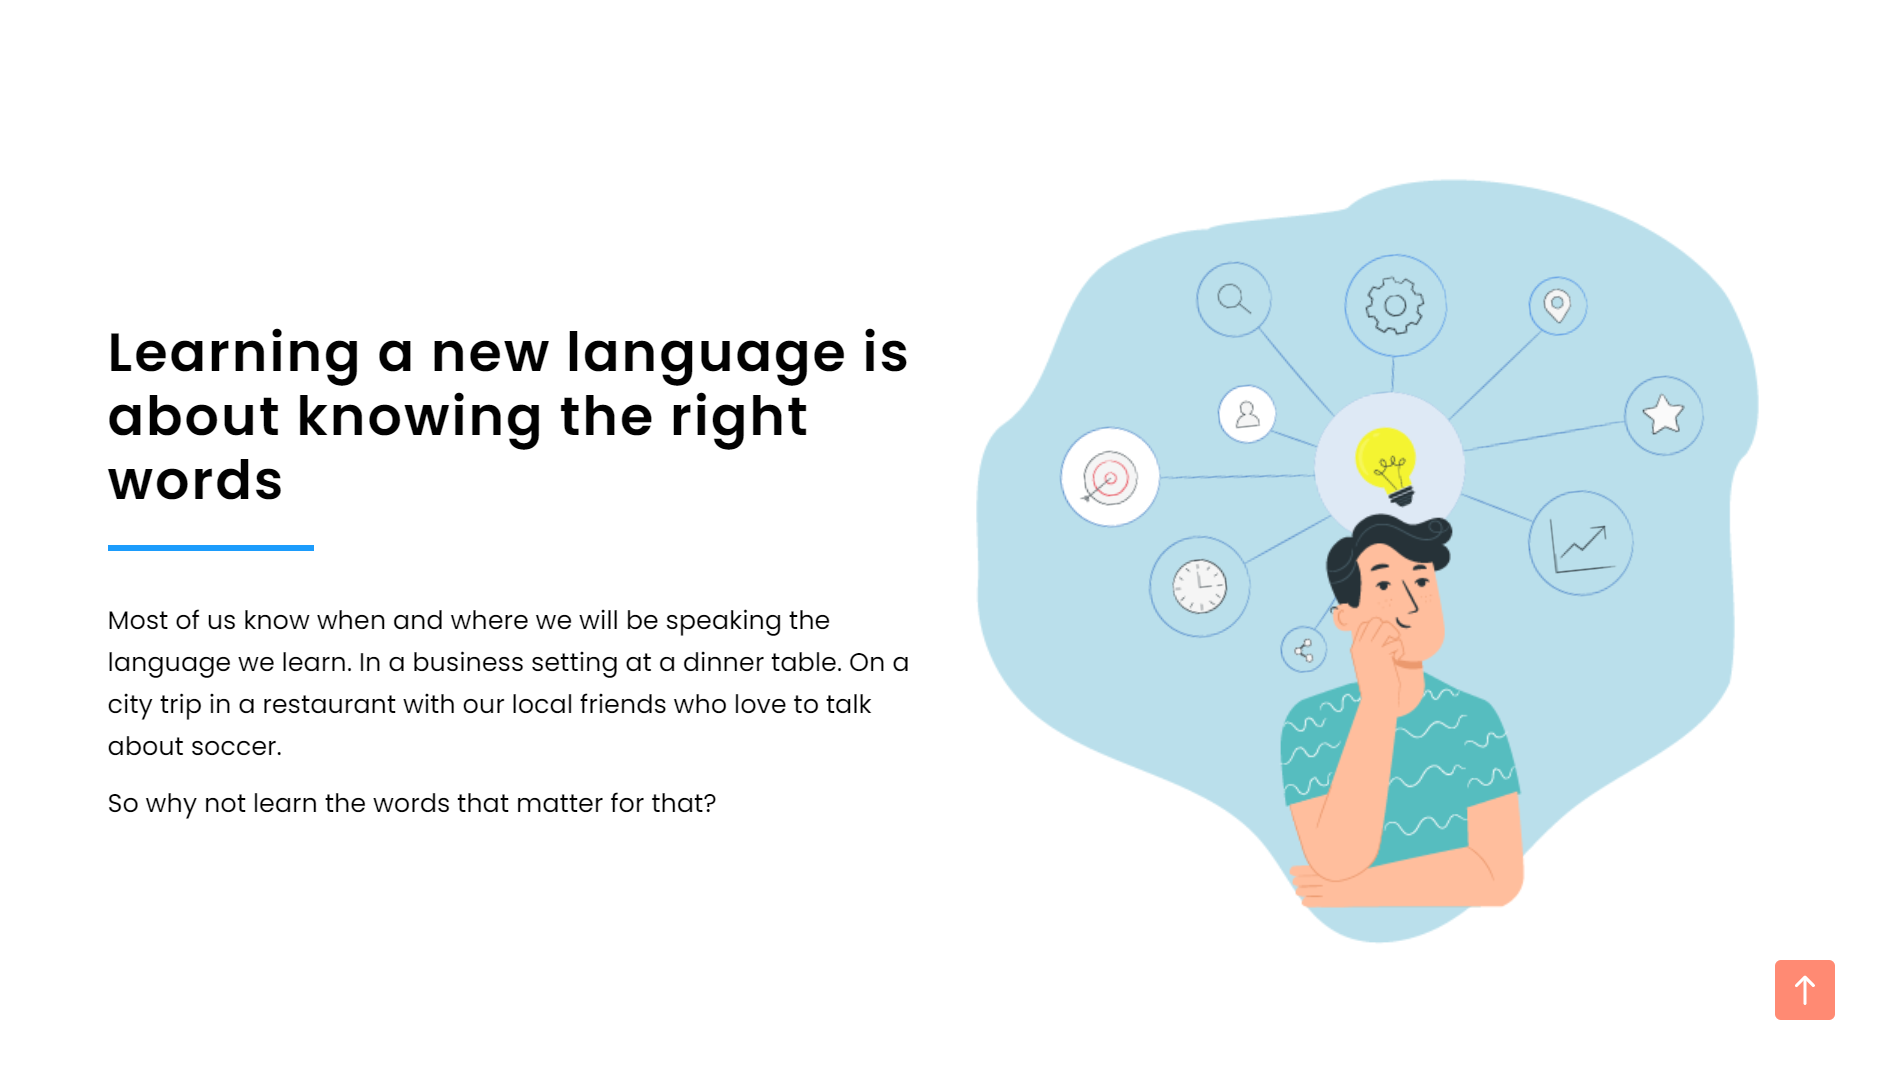 Learning a new language is
about knowing the right
words
Most of us know when and where we will be speaking the
language we learn. In a business setting at a dinner table. On a
city trip in a restaurant with our local friends who love to talk
about soccer.
So why not learn the words that matter for that?